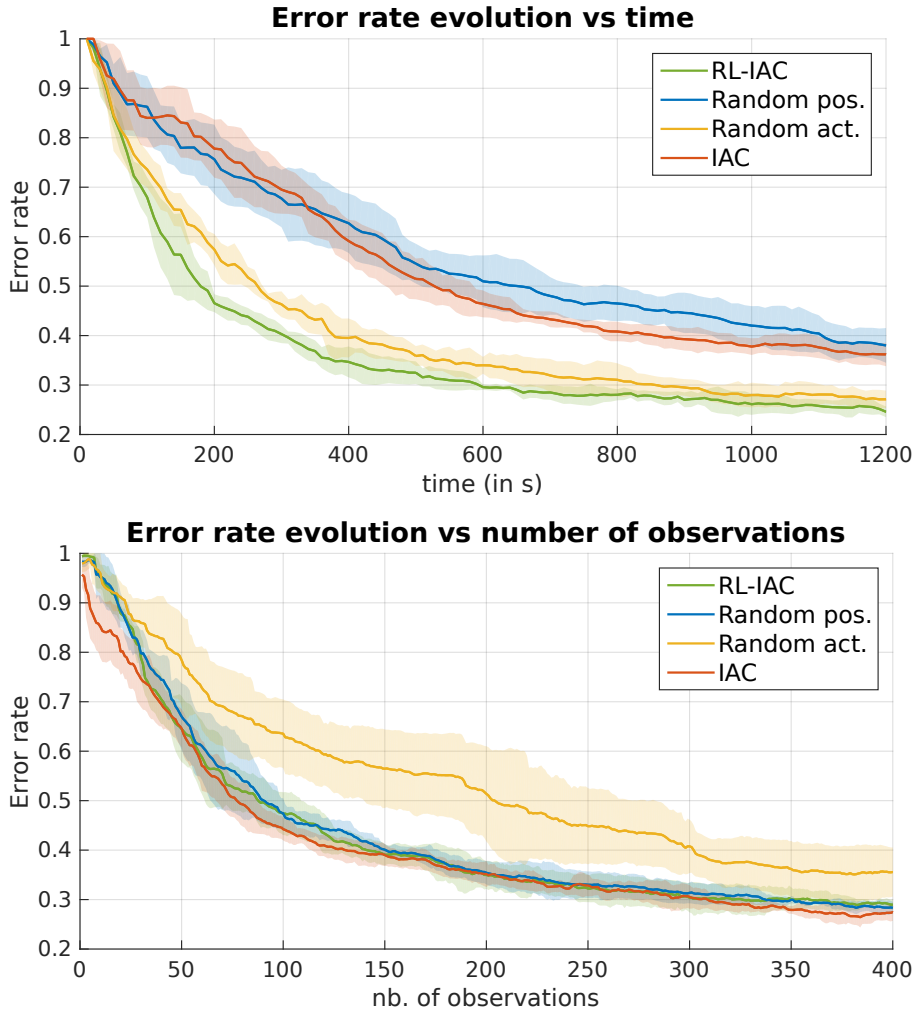 Error rate evolution vs time
1
0.9
0.8
0.7
0.6
0.5
0.4
0.3
0.2
Error rate
RL-IAC
Random pos.
Random act.
IAC
0 200 400 600 800 1000 1200
time (in s)
Error rate evolution vs number of observations
1
0.9
0.8
0.7
0.6
0.5
0.4
0.3
0.2
Error rate
RL-IAC
Random pos.
Random act.
IAC
0 50 100 150 200 250 300 350 400
nb. of observations